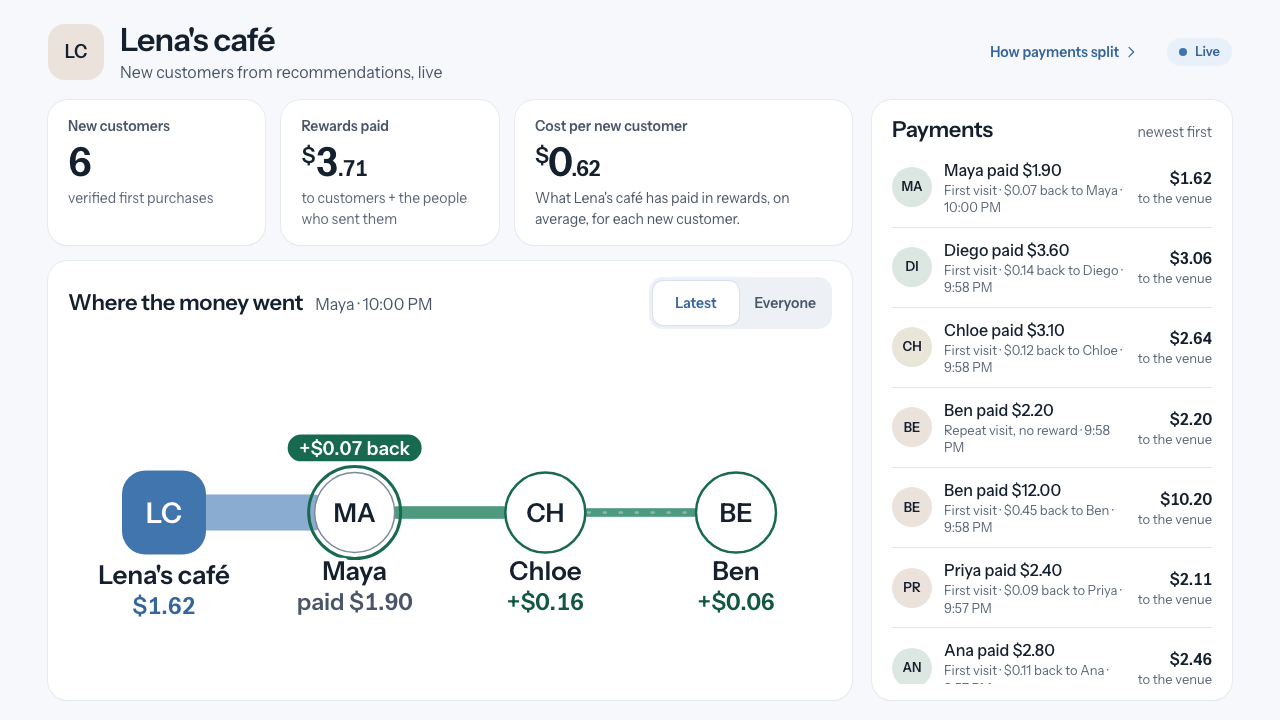 LC
Lena's café
New customers from recommendations, live
How payments split
Live
New customers
6
verified first purchases
Rewards paid
$3.71
to customers + the people
who sent them
Cost per new customer
$0.62
What Lena's café has paid in rewards, on
average, for each new customer.
Where the money went
Maya · 10:00 PM
Latest
Everyone
+$0.07 back
LC
MA
CH
BE
Lena's café
Maya
Chloe
Ben
$1.62
paid $1.90
+$0.16
+$0.06
Payments
newest first
MA
Maya paid $1.90
First visit · $0.07 back to Maya ·
10:00 PM
$1.62
to the venue
DI
Diego paid $3.60
First visit · $0.14 back to Diego ·
9:58 PM
$3.06
to the venue
CH
Chloe paid $3.10
First visit · $0.12 back to Chloe ·
9:58 PM
$2.64
to the venue
BE
Ben paid $2.20
Repeat visit, no reward · 9:58
PM
$2.20
to the venue
BE
Ben paid $12.00
First visit · $0.45 back to Ben ·
9:58 PM
$10.20
to the venue
PR
Priya paid $2.40
First visit · $0.09 back to Priya ·
9:57 PM
$2.11
to the venue
AN
Ana paid $2.80
First visit · $0.11 back to Ana ·
$2.46
to the venue